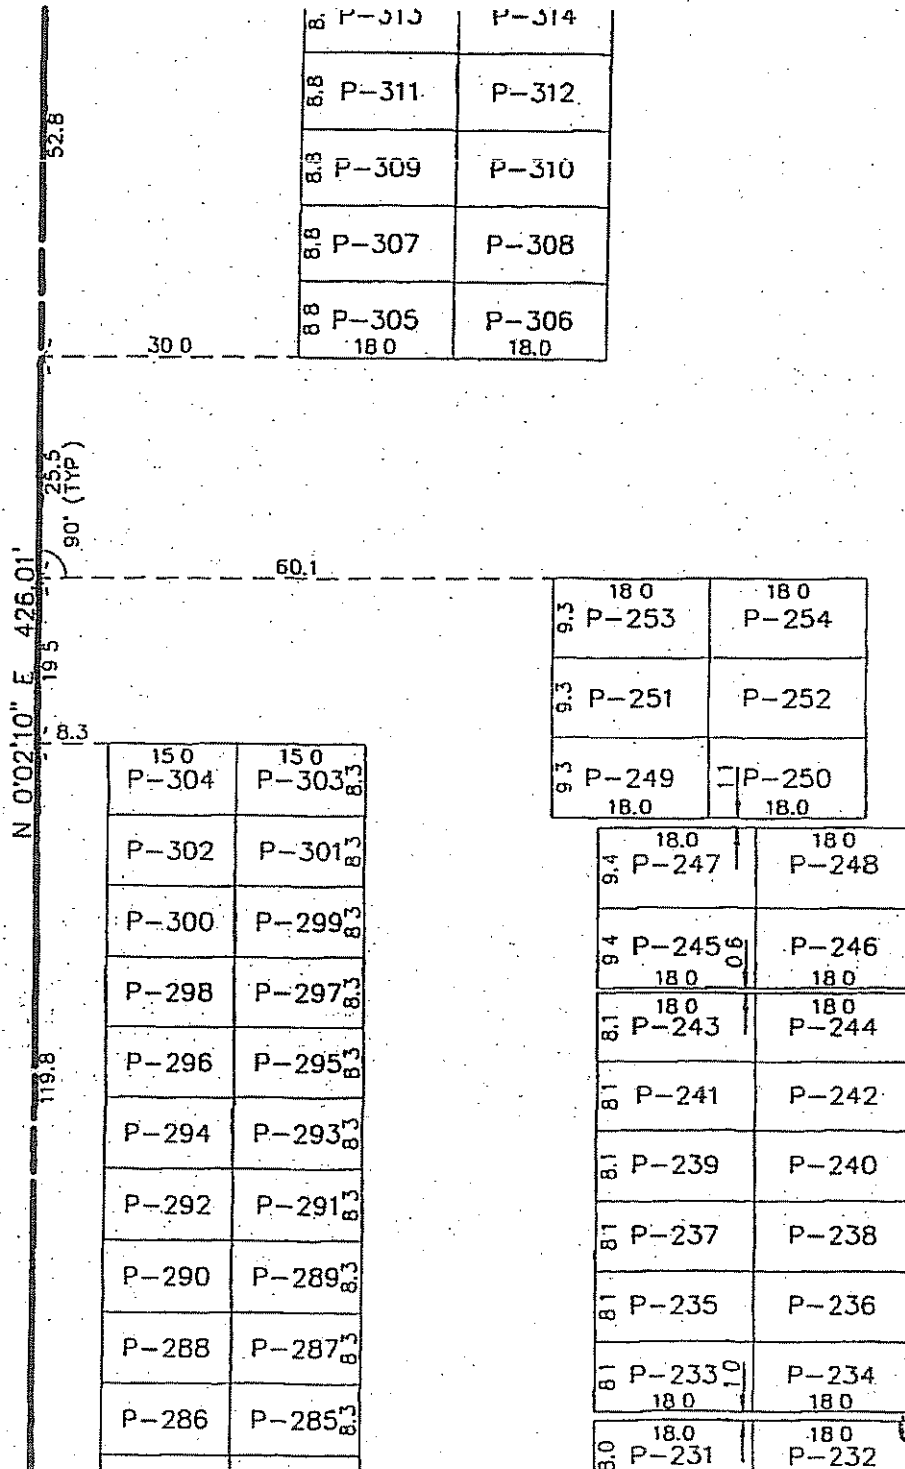 8. P-313 P-314
8.8 P-311 P-312
8.8 P-309 P-310
8.8 P-307 P-308
8 8 P-305 P-306
18 0 18.0
52.8
30 0
25.5
90° (TYP)
60.1
N 0°02'10" E 426.01'
19 5
8.3
119.8
18 0 18 0
9.3 P-253 P-254
9.3 P-251 P-252
9 3 P-249 1.1 P-250
18.0 18.0
15 0 15 0
P-304 P-303 8.3
P-302 P-301 8.3
P-300 P-299 8.3
P-298 P-297 8.3
P-296 P-295 8.3
P-294 P-293 8.3
P-292 P-291 8.3
P-290 P-289 8.3
P-288 P-287 8.3
P-286 P-285 8.3
18.0 18 0
9.4 P-247 P-248
9 4 P-245 0.6 P-246
18 0 18 0
18 0 18 0
8.1 P-243 P-244
8 1 P-241 P-242
8.1 P-239 P-240
8 1 P-237 P-238
8 1 P-235 P-236
8 1 P-233 1.0 P-234
18 0 18 0
18.0 18 0
8.0 P-231 P-232